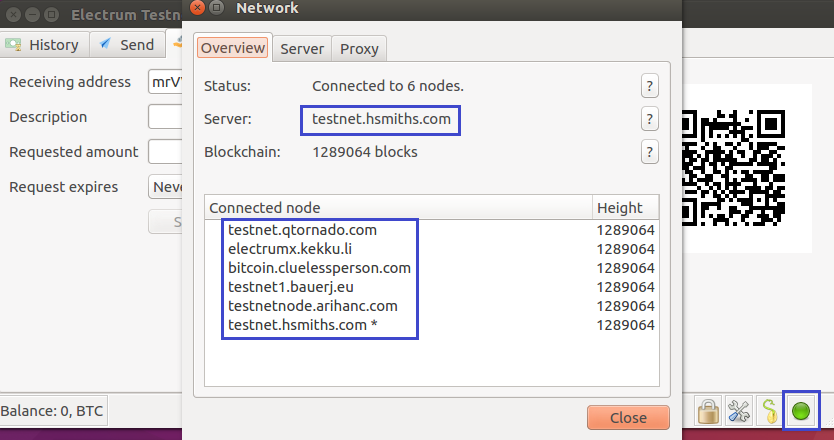 Electrum Testn
Network
History
Send
Overview
Server
Proxy
Receiving address
mrV
Description
Requested amount
Request expires
Neve
S
Status:
Connected to 6 nodes.
?
Server:
testnet.hsmiths.com
?
Blockchain:
1289064 blocks
?
Connected node
Height
testnet.qtornado.com
1289064
electrumx.kekku.li
1289064
bitcoin.cluelessperson.com
1289064
testnet1.bauerj.eu
1289064
testnetnode.arihanc.com
1289064
testnet.hsmiths.com *
1289064
Balance: 0, BTC
Close